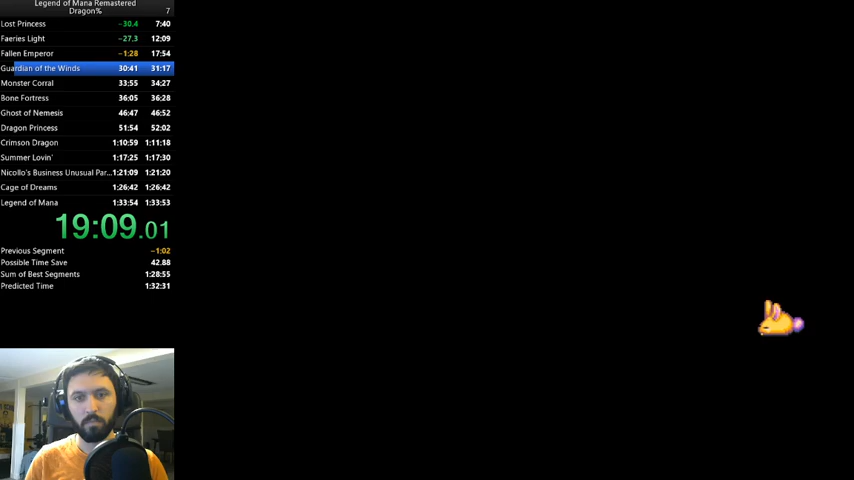 Legend of Mana Remastered
Dragon% 7
Lost Princess -30.4 7:40
Faeries Light -27.3 12:09
Fallen Emperor -1:28 17:54
Guardian of the Winds 30:41 31:17
Monster Corral 33:55 34:27
Bone Fortress 36:05 36:28
Ghost of Nemesis 46:47 46:52
Dragon Princess 51:54 52:02
Crimson Dragon 1:10:59 1:11:18
Summer Lovin' 1:17:25 1:17:30
Nicollo's Business Unusual Par... 1:21:09 1:21:20
Cage of Dreams 1:26:42 1:26:42
Legend of Mana 1:33:54 1:33:53
19:09.01
Previous Segment -1:02
Possible Time Save 42.88
Sum of Best Segments 1:28:55
Predicted Time 1:32:31